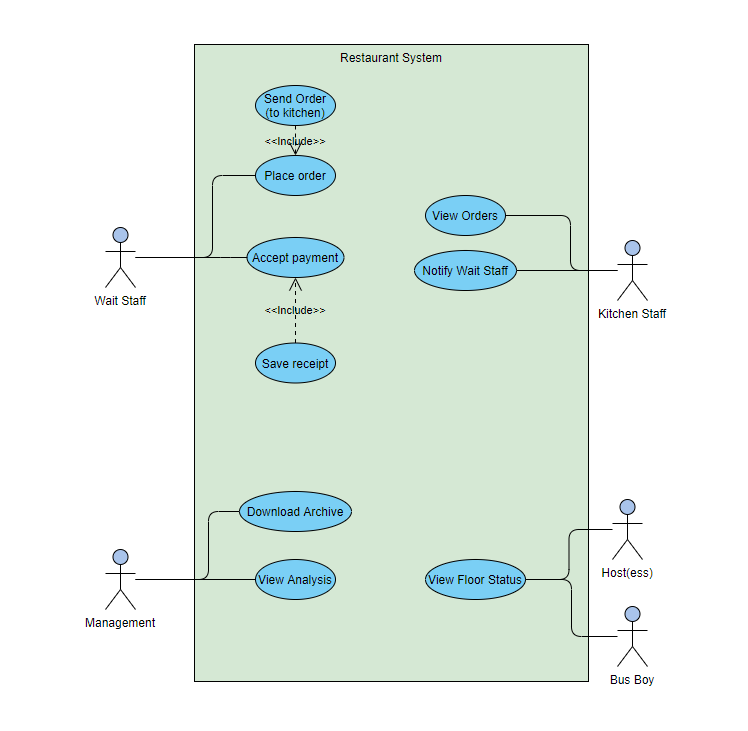 Restaurant System
Send Order
(to kitchen)
<<Include>>
Place order
View Orders
Accept payment
Notify Wait Staff
Wait Staff
<<Include>>
Kitchen Staff
Save receipt
Download Archive
Host(ess)
View Analysis
View Floor Status
Management
Bus Boy